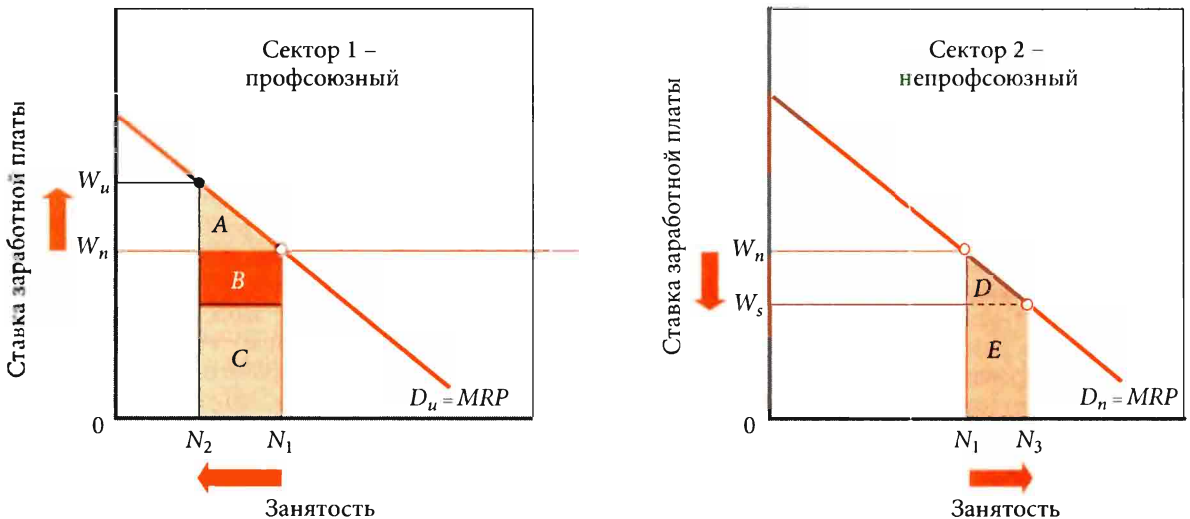 Сектор 1 –
профсоюзный
Ставка заработной платы
W_u
W_n
A
B
C
D_u = MRP
0
N_2
N_1
Занятость
Сектор 2 –
непрофсоюзный
Ставка заработной платы
W_n
W_s
D
E
D_n = MRP
0
N_1
N_3
Занятость